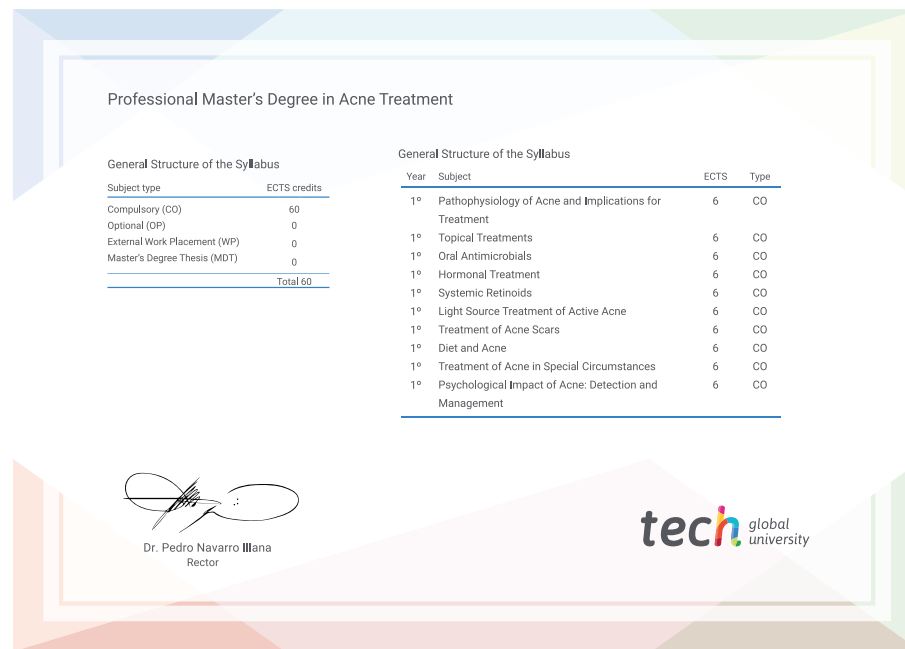 Professional Master's Degree in Acne Treatment
General Structure of the Syllabus
Subject type ECTS credits
Compulsory (CO) 60
Optional (OP) 0
External Work Placement (WP) 0
Master's Degree Thesis (MDT) 0
Total 60
General Structure of the Syllabus
Year Subject ECTS Type
1º Pathophysiology of Acne and Implications for 6 CO
Treatment
1º Topical Treatments 6 CO
1º Oral Antimicrobials 6 CO
1º Hormonal Treatment 6 CO
1º Systemic Retinoids 6 CO
1º Light Source Treatment of Active Acne 6 CO
1º Treatment of Acne Scars 6 CO
1º Diet and Acne 6 CO
1º Treatment of Acne in Special Circumstances 6 CO
1º Psychological Impact of Acne: Detection and 6 CO
Management
Dr. Pedro Navarro Illana
Rector
tech global
university